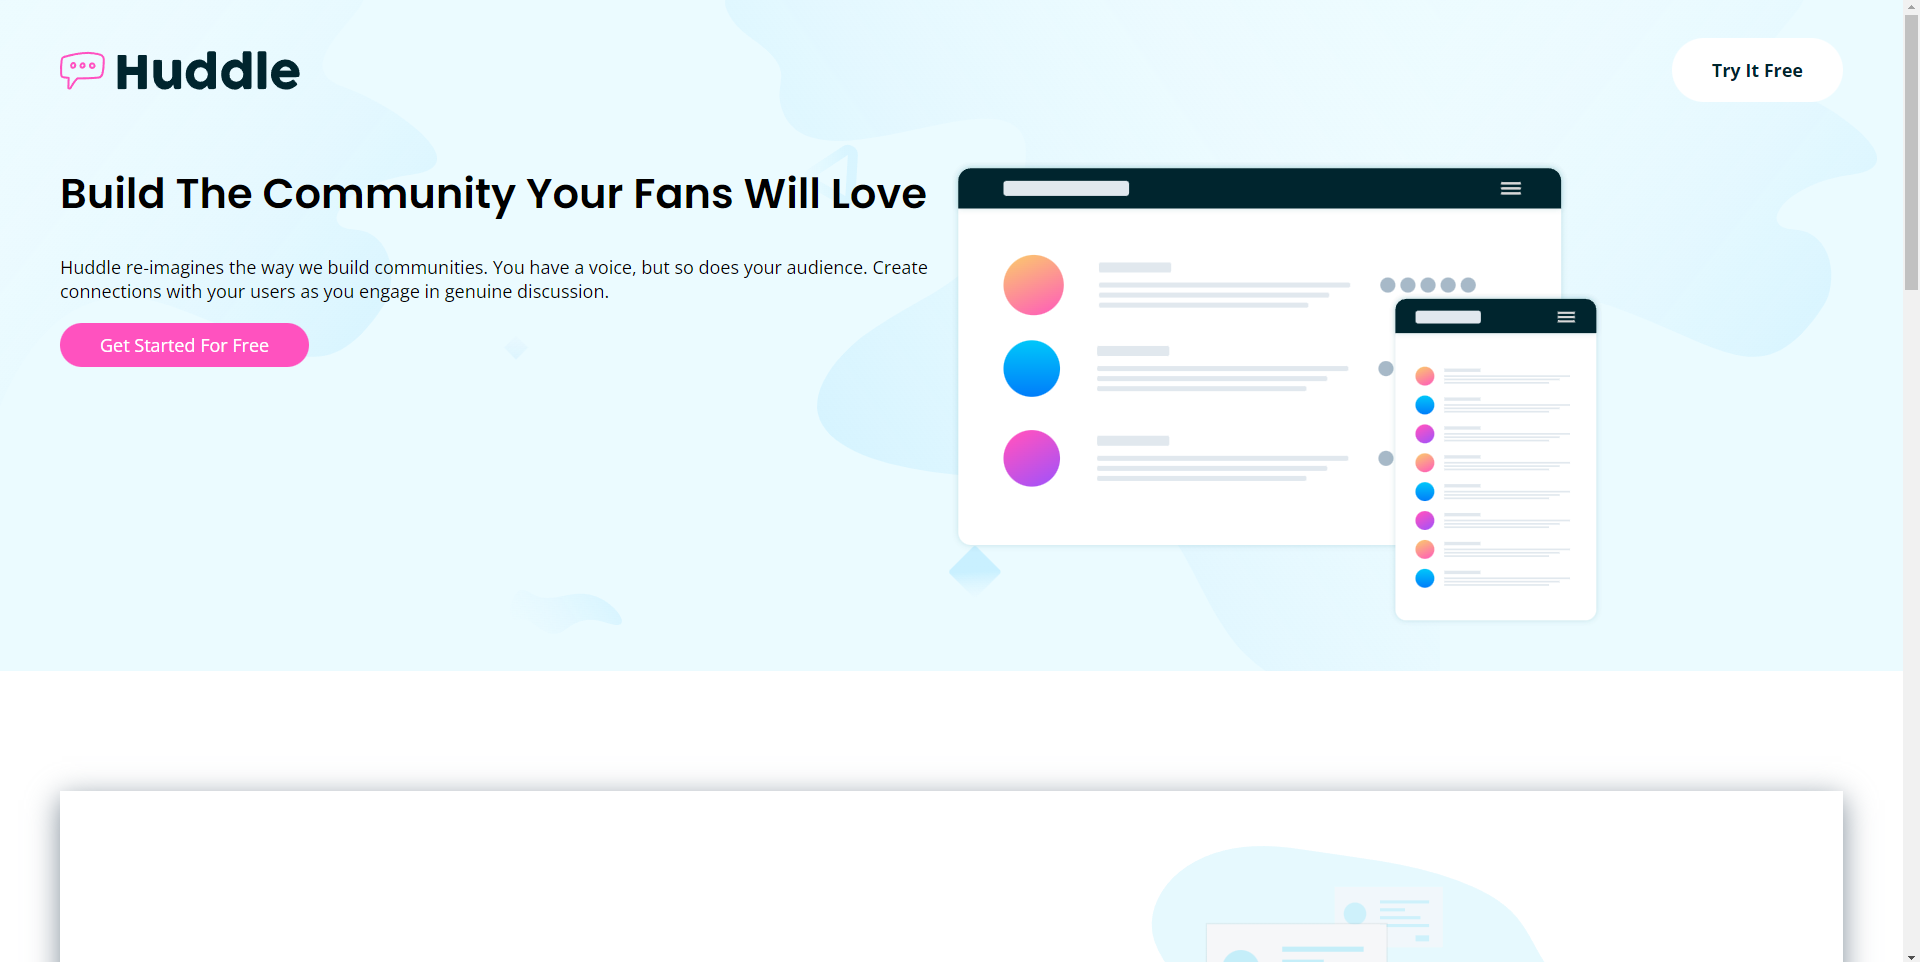 Huddle
Try It Free
Build The Community Your Fans Will Love
Huddle re-imagines the way we build communities. You have a voice, but so does your audience. Create
connections with your users as you engage in genuine discussion.
Get Started For Free